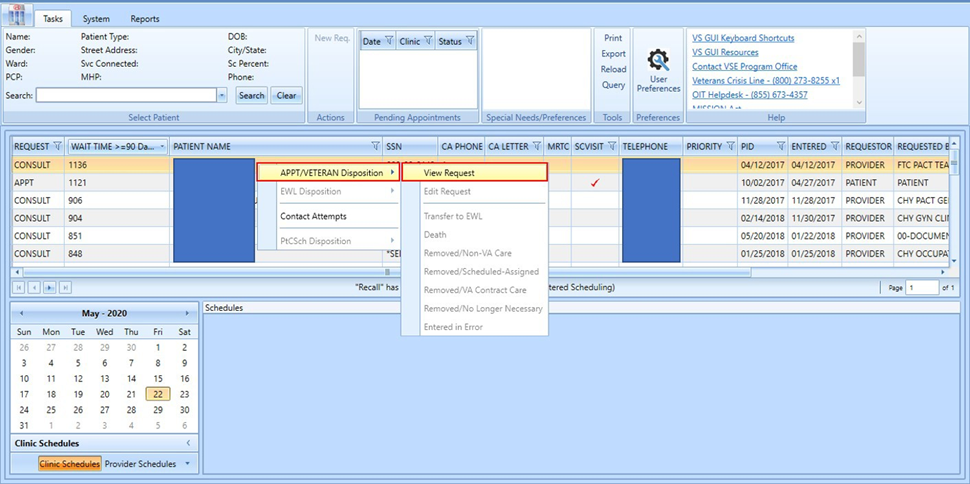 Tasks System Reports
Name: Patient Type: DOB:
Gender: Street Address: City/State:
Ward: Svc Connected: Sc Percent:
PCP: MHP: Phone:
Search: Search Clear
Select Patient
New Req.
Actions
Date Clinic Status
Pending Appointments
Special Needs/Preferences
Print
Export
Reload
Query
Tools
User
Preferences
Preferences
VS GUI Keyboard Shortcuts
VS GUI Resources
Contact VSE Program Office
Veterans Crisis Line - (800) 273-8255 x1
OIT Helpdesk - (855) 673-4357
MISSION Act
Help
REQUEST WAIT TIME >=90 Da... PATIENT NAME SSN CA PHONE CA LETTER MRTC SCVISIT TELEPHONE PRIORITY PID ENTERED REQUESTOR REQUESTED B
CONSULT 1136 04/12/2017 04/12/2017 PROVIDER FTC PACT TEA
APPT 1121 10/02/2017 04/27/2017 PATIENT PATIENT
CONSULT 906 11/28/2017 11/28/2017 PROVIDER CHY PACT GEI
CONSULT 904 02/14/2018 11/30/2017 PROVIDER CHY GYN CLI
CONSULT 851 05/20/2018 01/22/2018 PROVIDER 00-DOCUMEN
CONSULT 848 *SE 01/25/2018 01/25/2018 PROVIDER CHY OCCUPAT
APPT/VETERAN Disposition
EWL Disposition
Contact Attempts
PtCSch Disposition
View Request
Edit Request
Transfer to EWL
Death
Removed/Non-VA Care
Removed/Scheduled-Assigned
Removed/VA Contract Care
Removed/No Longer Necessary
Entered in Error
"Recall" has tered Scheduling) Page 1 of 1
May - 2020
Sun Mon Tue Wed Thu Fri Sat
26 27 28 29 30 1 2
3 4 5 6 7 8 9
10 11 12 13 14 15 16
17 18 19 20 21 22 23
24 25 26 27 28 29 30
31 1 2 3 4 5 6
Clinic Schedules
Clinic Schedules Provider Schedules
Schedules